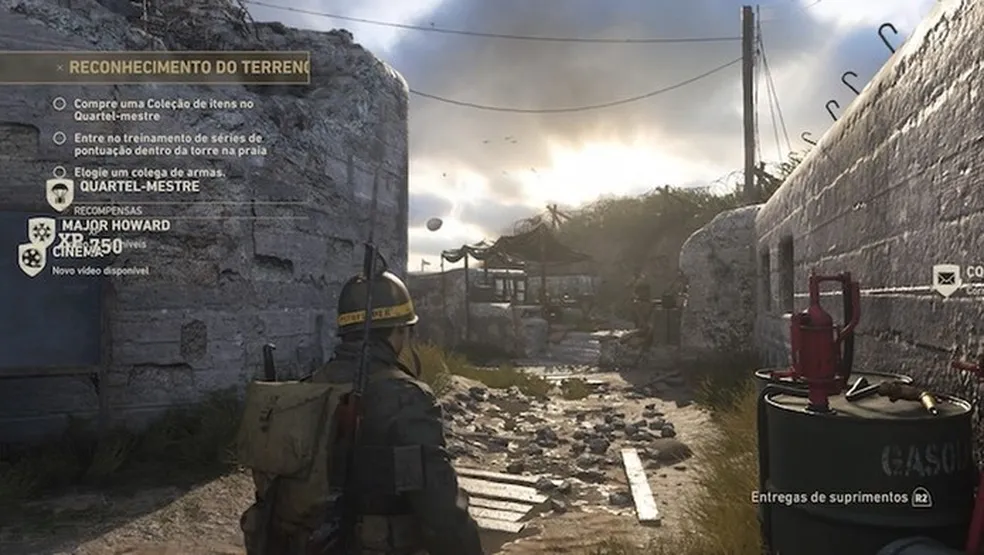 RECONHECIMENTO DO TERRENO
Compre uma Coleção de itens no
Quartel-mestre
Entre no treinamento de séries de
pontuação dentro da torre na praia
Elogie um colega de armas.
QUARTEL-MESTRE
RECOMPENSAS
MAJOR HOWARD
XP 750
CINEMA
Novo vídeo disponível
CO
GASOL
Entregas de suprimentos R2